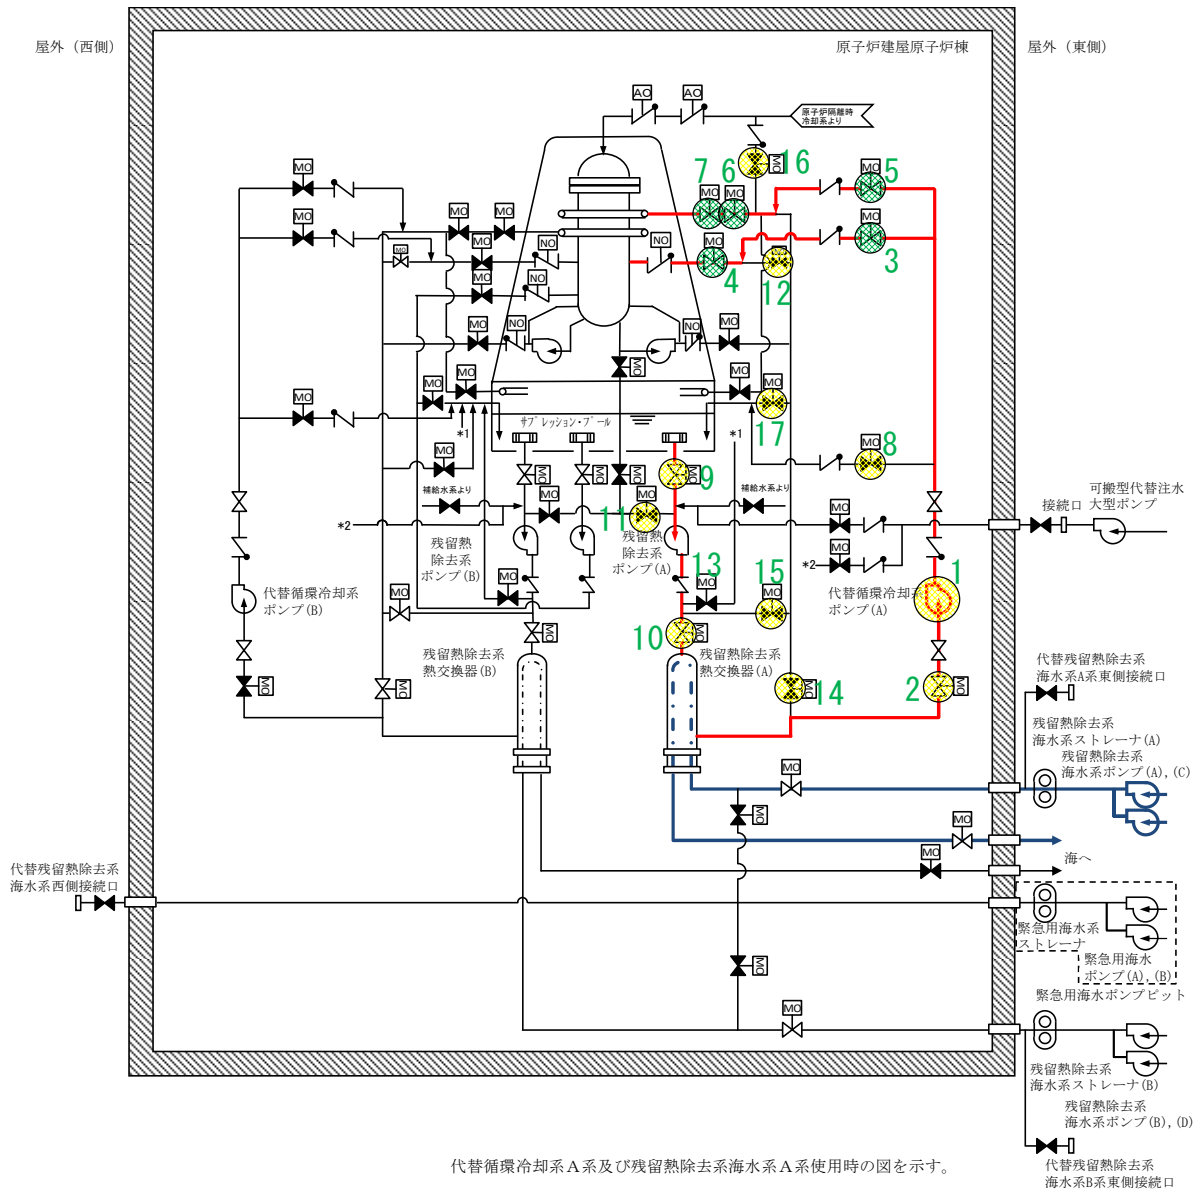 屋外（西側）
原子炉建屋原子炉棟
屋外（東側）
AO
AO
原子炉隔離時
冷却系より
16
MO
MO
MO
5
7
6
MO
MO
MO
MO
MO
MO
MO
3
MO
NO
NO
MO
4
12
MO
NO
MO
NO
NO
MO
MO
MO
MO
MO
MO
MO
17
サプレッション・プール
*1
*1
MO
8
MO
MO
MO
MO
MO
9
補給水系より
補給水系より
可搬型代替注水
大型ポンプ
接続口
MO
MO
11
MO
*2
MO
*2
残留熱
除去系
ポンプ(B)
残留熱
除去系
ポンプ(A)
13
15
1
MO
MO
MO
代替循環冷却系
ポンプ(B)
代替循環冷却系
ポンプ(A)
MO
MO
10
MO
残留熱除去系
熱交換器(B)
残留熱除去系
熱交換器(A)
代替残留熱除去系
海水系A系東側接続口
MO
MO
MO
14
2
MO
残留熱除去系
海水系ストレーナ(A)
残留熱除去系
海水系ポンプ(A),(C)
MO
MO
MO
海へ
MO
代替残留熱除去系
海水系西側接続口
緊急用海水系
ストレーナ
緊急用海水
ポンプ(A),(B)
MO
緊急用海水ポンプピット
MO
残留熱除去系
海水系ストレーナ(B)
残留熱除去系
海水系ポンプ(B),(D)
代替残留熱除去系
海水系B系東側接続口
代替循環冷却系Ａ系及び残留熱除去系海水系Ａ系使用時の図を示す。